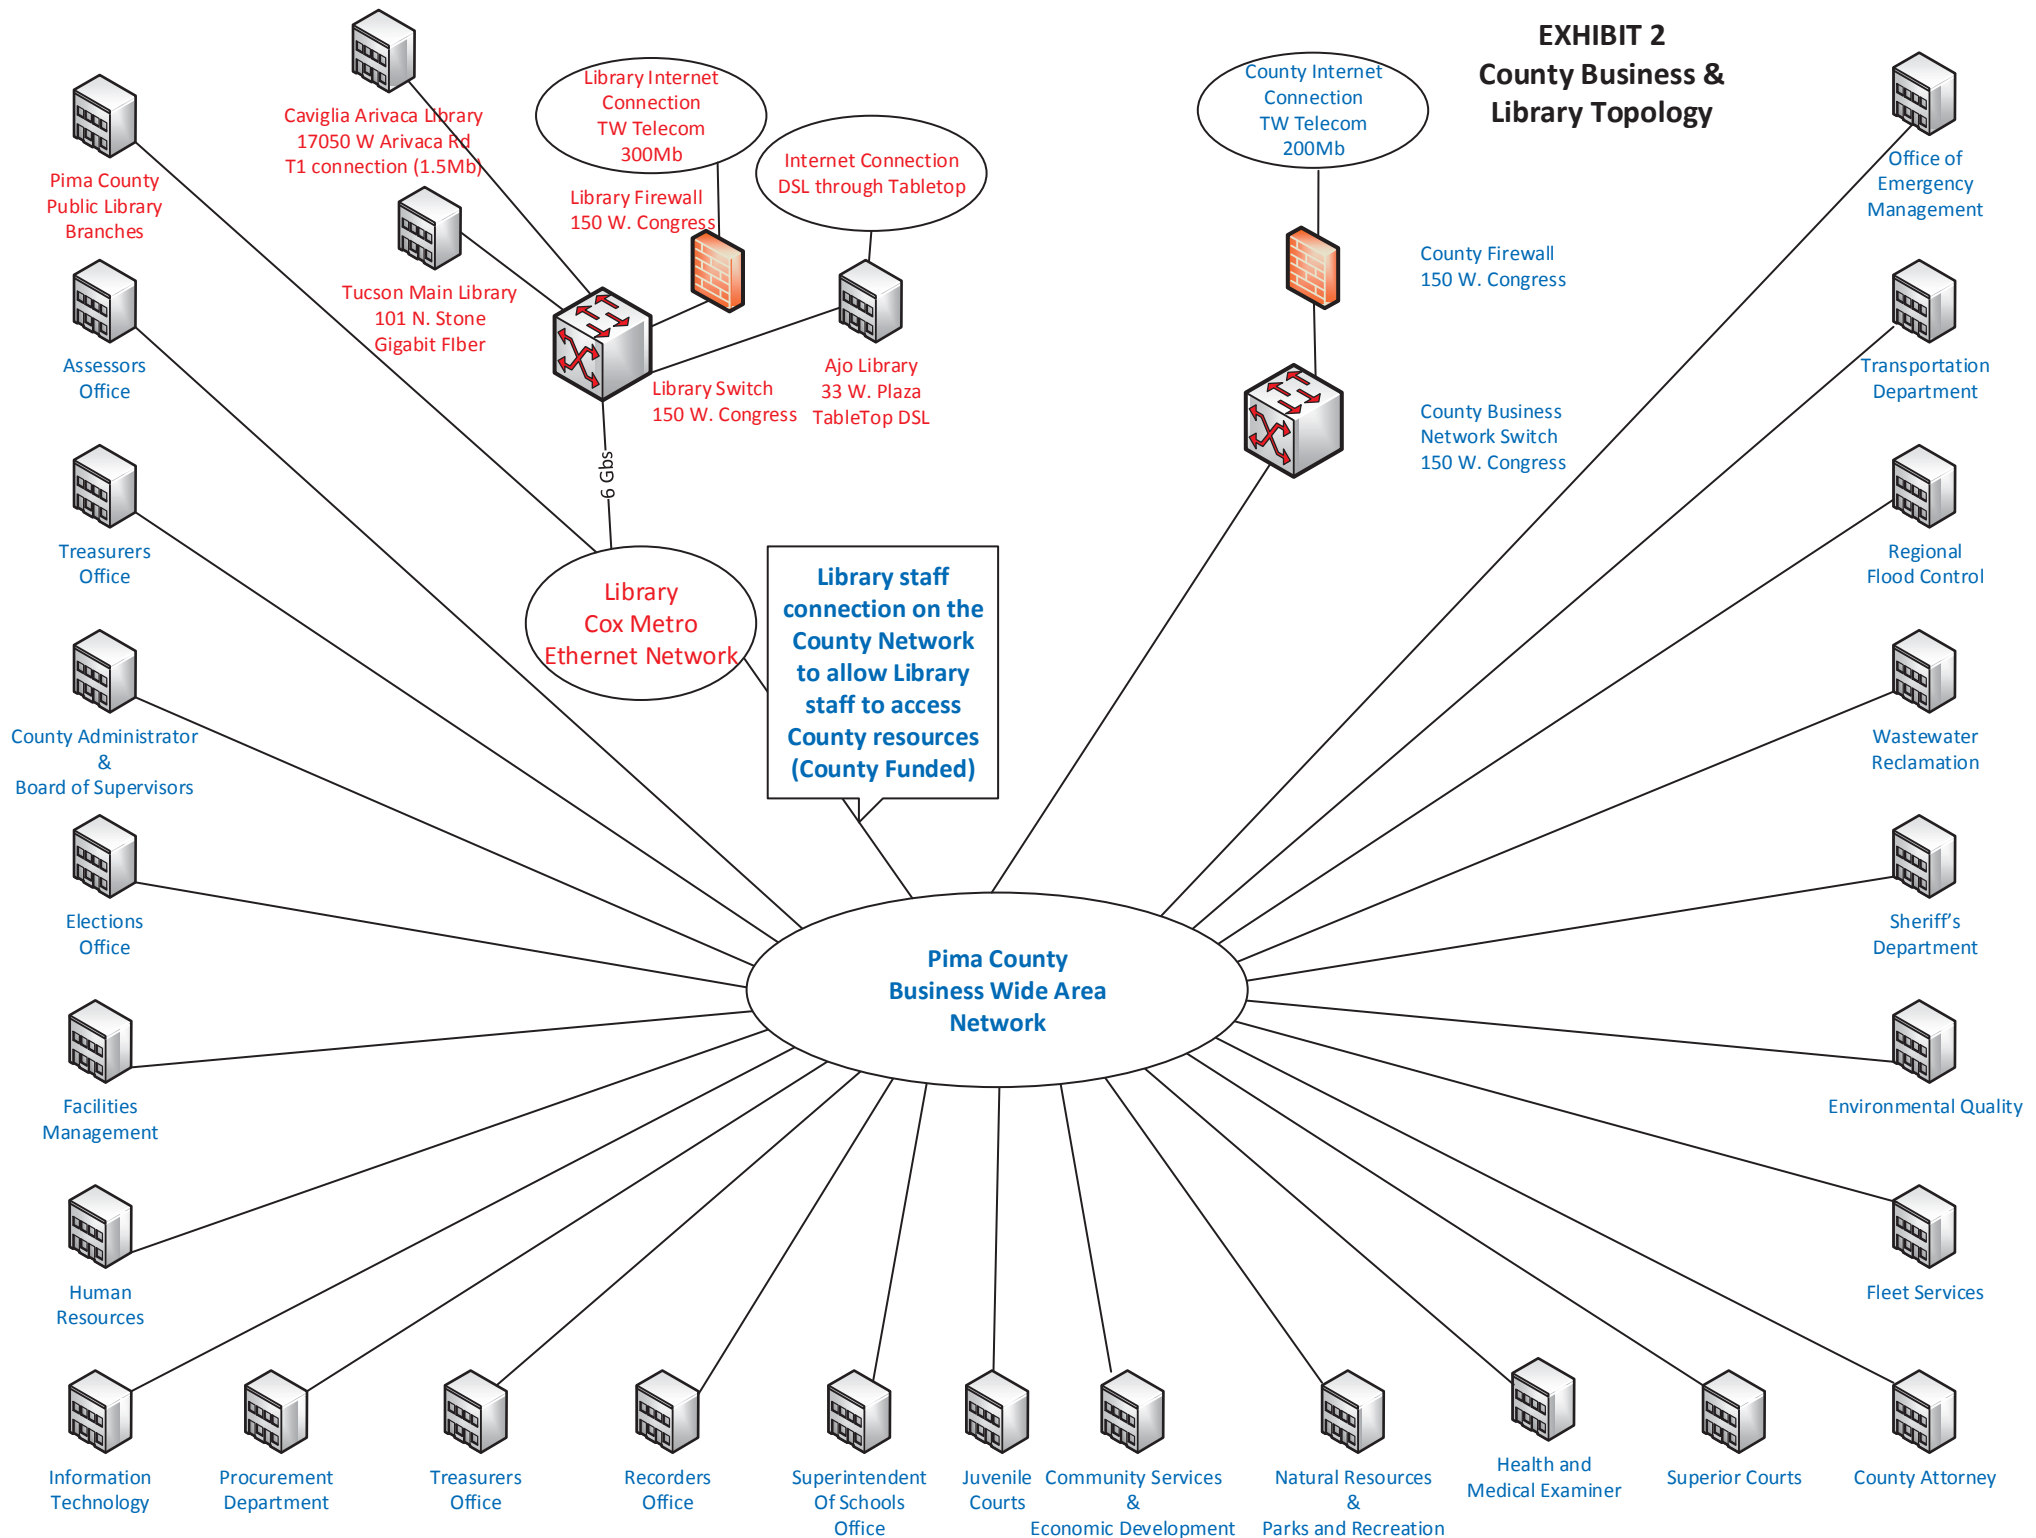 EXHIBIT 2
County Business &
Library Topology
Caviglia Arivaca Library
17050 W Arivaca Rd
T1 connection (1.5Mb)
Library Internet
Connection
TW Telecom
300Mb
Internet Connection
DSL through Tabletop
County Internet
Connection
TW Telecom
200Mb
Pima County
Public Library
Branches
Library Firewall
150 W. Congress
Office of
Emergency
Management
County Firewall
150 W. Congress
Tucson Main Library
101 N. Stone
Gigabit FIber
Assessors
Office
Library Switch
150 W. Congress
Ajo Library
33 W. Plaza
TableTop DSL
County Business
Network Switch
150 W. Congress
Transportation
Department
6 Gbs
Treasurers
Office
Regional
Flood Control
Library
Cox Metro
Ethernet Network
Library staff
connection on the
County Network
to allow Library
staff to access
County resources
(County Funded)
County Administrator
&
Board of Supervisors
Wastewater
Reclamation
Elections
Office
Sheriff’s
Department
Pima County
Business Wide Area
Network
Facilities
Management
Environmental Quality
Human
Resources
Fleet Services
Information
Technology
Procurement
Department
Treasurers
Office
Recorders
Office
Superintendent
Of Schools
Office
Juvenile
Courts
Community Services
&
Economic Development
Natural Resources
&
Parks and Recreation
Health and
Medical Examiner
Superior Courts
County Attorney